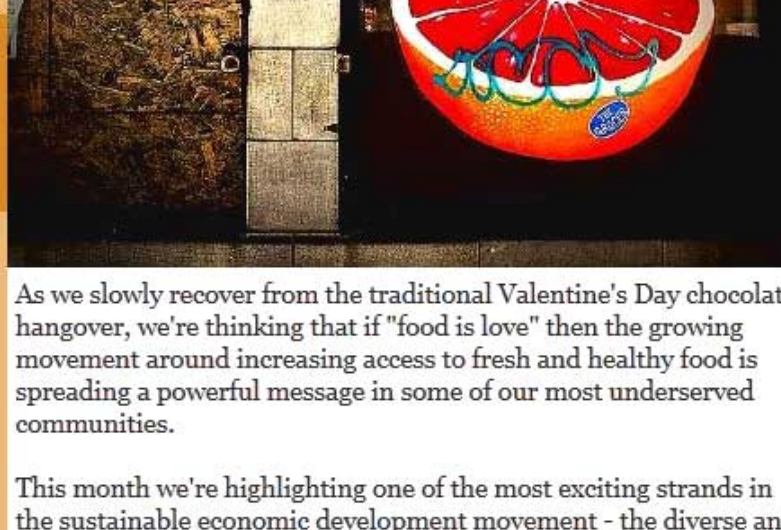 As we slowly recover from the traditional Valentine's Day chocolat
hangover, we're thinking that if "food is love" then the growing
movement around increasing access to fresh and healthy food is
spreading a powerful message in some of our most underserved
communities.
This month we're highlighting one of the most exciting strands in
the sustainable economic development movement - the diverse an